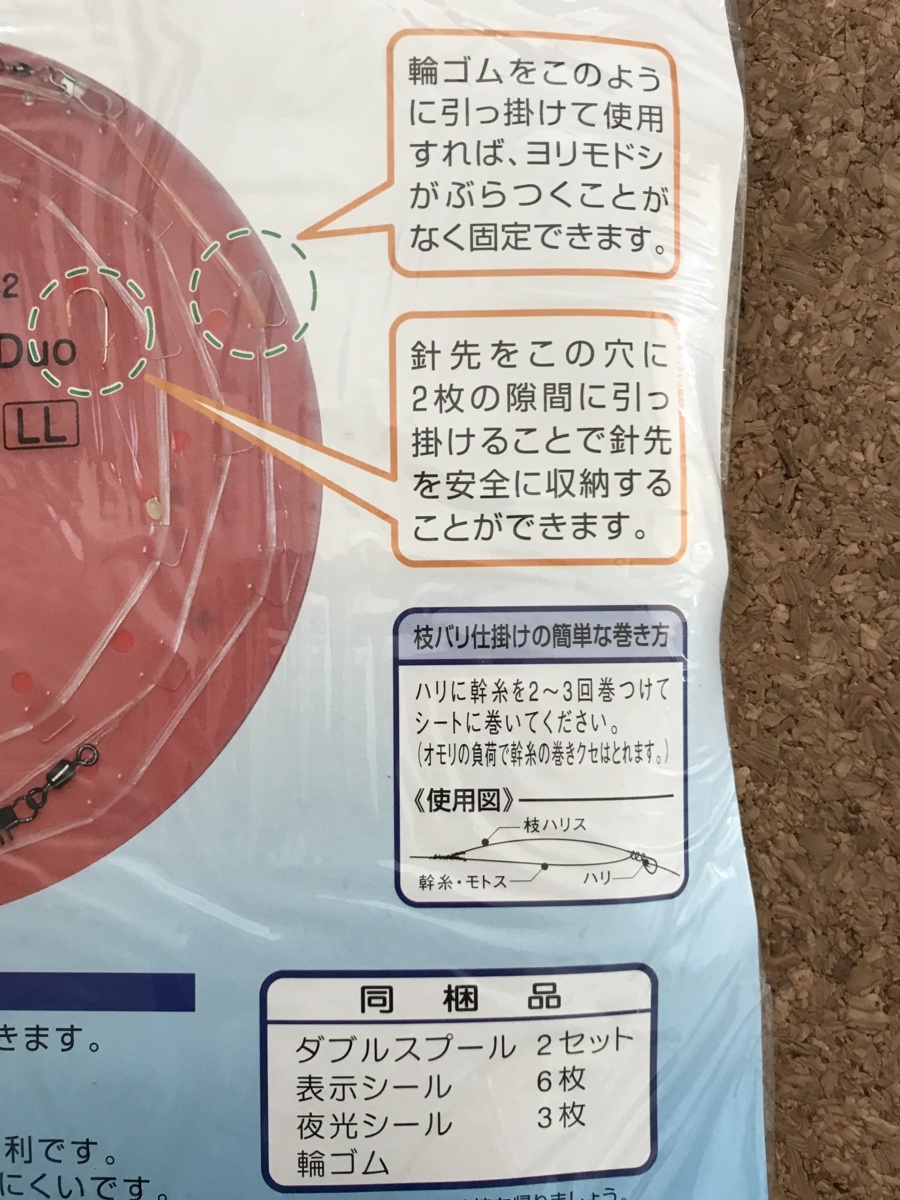 輪ゴムをこのよう
に引っ掛けて使用
すれば、ヨリモドシ
がぶらつくことが
なく固定できます。
2
Duo
LL
針先をこの穴に
2枚の隙間に引っ
掛けることで針先
を安全に収納する
ことができます。
枝バリ仕掛けの簡単な巻き方
ハリに幹糸を2～3回巻つけて
シートに巻いてください。
(オモリの負荷で幹糸の巻きクセはとれます。)
《使用図》
枝ハリス
幹糸・モトス
ハリ
きます。
利です。
にくいです。
同梱品
ダブルスプール 2セット
表示シール 6枚
夜光シール 3枚
輪ゴム
帰りましょう。